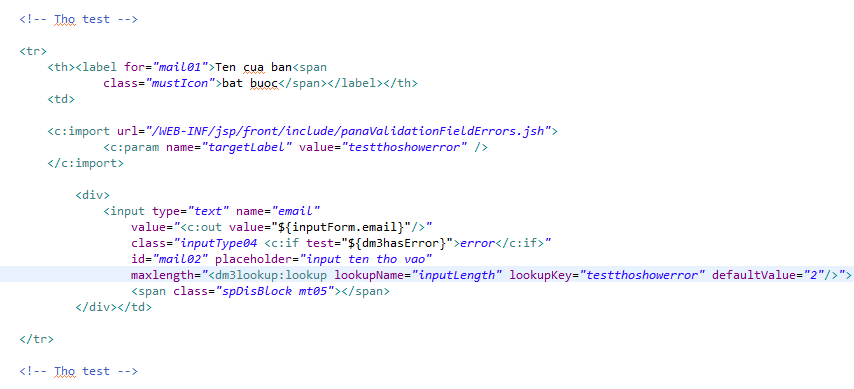 <!-- Tho test -->
<tr>
<th><label for="mail01">Ten cua ban<span
class="mustIcon">bat buoc</span></label></th>
<td>
<c:import url="/WEB-INF/jsp/front/include/panaValidationFieldErrors.jsh">
<c:param name="targetLabel" value="testthoshowerror" />
</c:import>
<div>
<input type="text" name="email"
value="<c:out value="${inputForm.email}"/>"
class="inputType04 <c:if test="${dm3hasError}">error</c:if>"
id="mail02" placeholder="input ten tho vao"
maxlength="<dm3lookup:lookup lookupName="inputLength" lookupKey="testthoshowerror" defaultValue="2"/>">
<span class="spDisBlock mt05"></span>
</div></td>
</tr>
<!-- Tho test -->